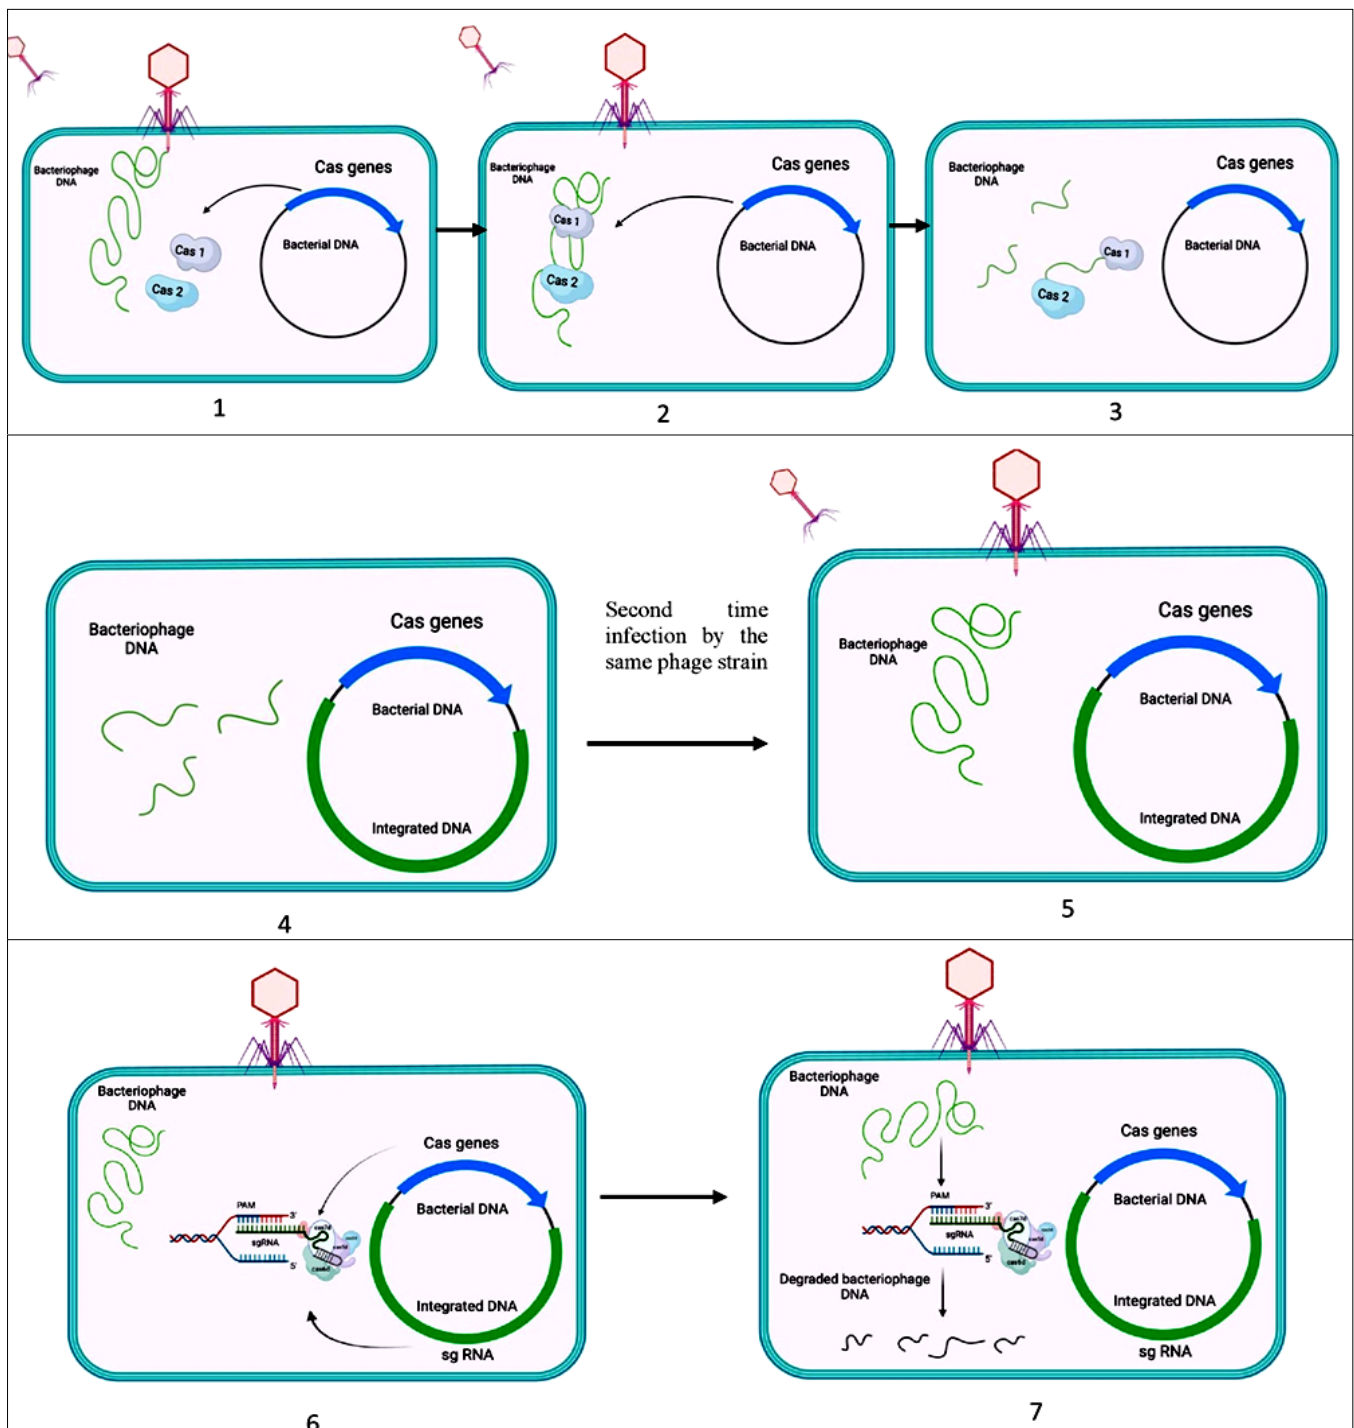 Bacteriophage
DNA
Cas genes
Bacterial DNA
Cas 1
Cas 2
1
Bacteriophage
DNA
Cas genes
Bacterial DNA
Cas 1
Cas 2
2
Bacteriophage
DNA
Cas genes
Bacterial DNA
Cas 1
Cas 2
3
Bacteriophage
DNA
Cas genes
Bacterial DNA
Integrated DNA
4
Second time
infection by the
same phage strain
Bacteriophage
DNA
Cas genes
Bacterial DNA
Integrated DNA
5
Bacteriophage
DNA
Cas genes
Bacterial DNA
PAM
3'
sgRNA
5'
Integrated DNA
sg RNA
6
Bacteriophage
DNA
Cas genes
Bacterial DNA
PAM
3'
sgRNA
5'
Degraded bacteriophage
DNA
Integrated DNA
sg RNA
7